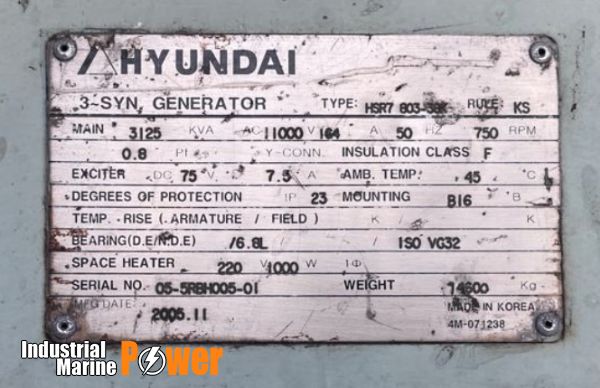 HYUNDAI
3~SYN. GENERATOR TYPE: HSR7 803-38K RULE: KS
MAIN 3125 KVA AC 11000 V 164 A 50 HZ 750 RPM
0.8 PF Y-CONN. INSULATION CLASS F
EXCITER DC 75 V 7.5 A AMB. TEMP. 45 °C
DEGREES OF PROTECTION IP 23 MOUNTING B16 B
TEMP. RISE (ARMATURE / FIELD) K / K
BEARING(D.E/N.D.E) /6.8L / ISO VG32
SPACE HEATER 220 V 1000 W 1Φ
SERIAL NO. 05-5RBH005-01 WEIGHT 14600 Kg
MFG DATE: 2005.11 MADE IN KOREA
4M-071238
Industrial Marine Power